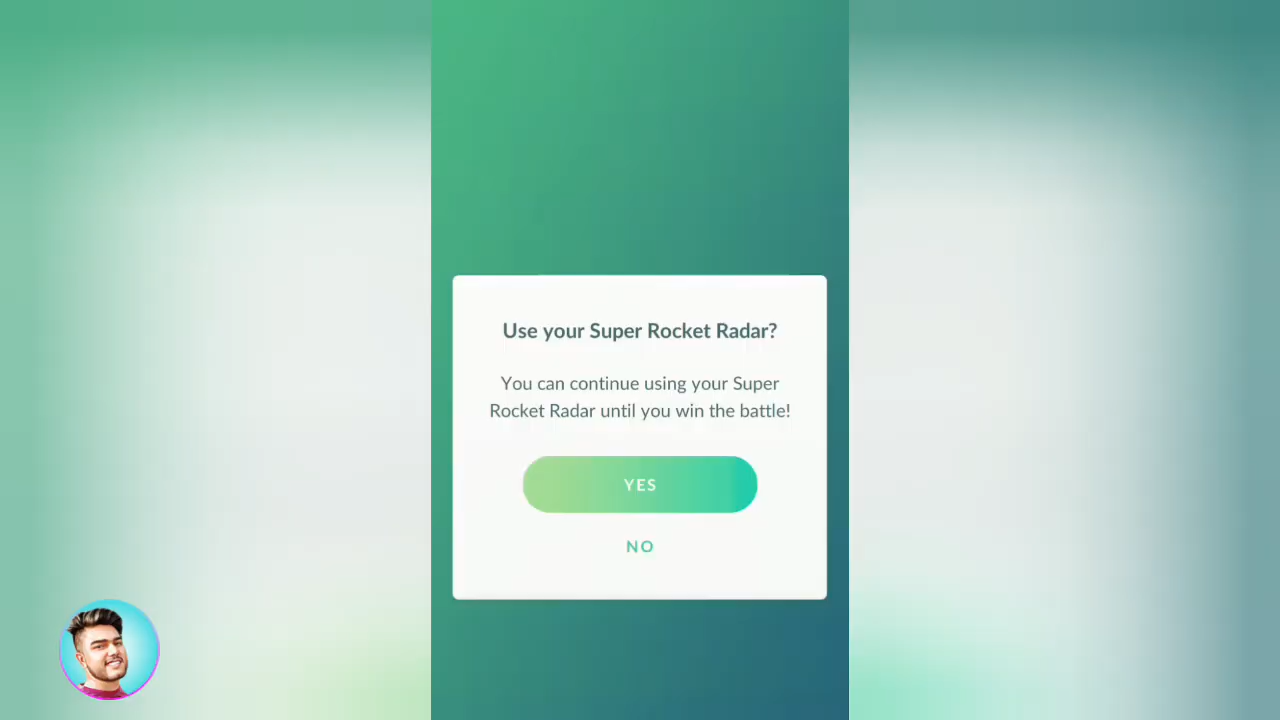 Use your Super Rocket Radar?
You can continue using your Super
Rocket Radar until you win the battle!
YES
NO